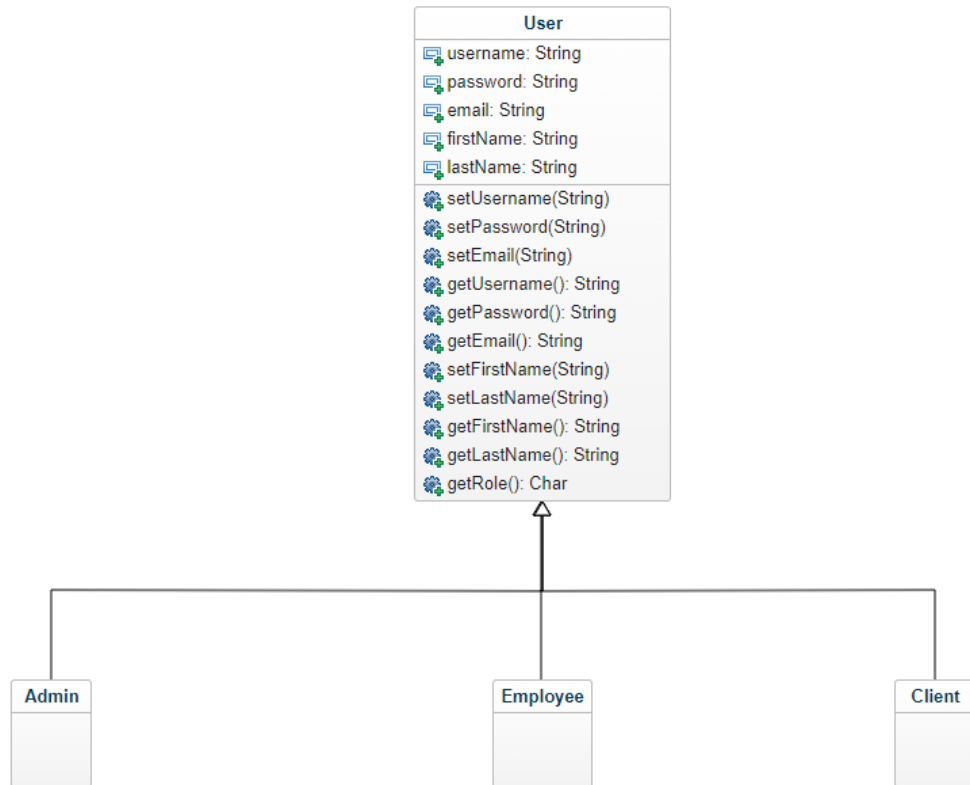 User
username: String
password: String
email: String
firstName: String
lastName: String
setUsername(String)
setPassword(String)
setEmail(String)
getUsername(): String
getPassword(): String
getEmail(): String
setFirstName(String)
setLastName(String)
getFirstName(): String
getLastName(): String
getRole(): Char
Admin
Employee
Client